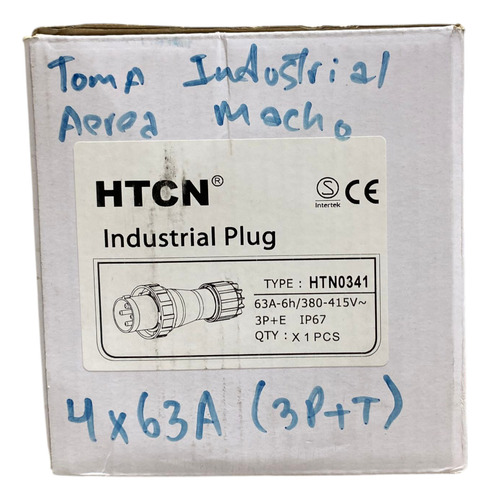 Toma Industrial
Aerea Macho
HTCN®
S
Intertek
CE
Industrial Plug
TYPE : HTN0341
63A-6h/380-415V~
3P+E IP67
QTY : X 1 PCS
4x63A (3P+T)